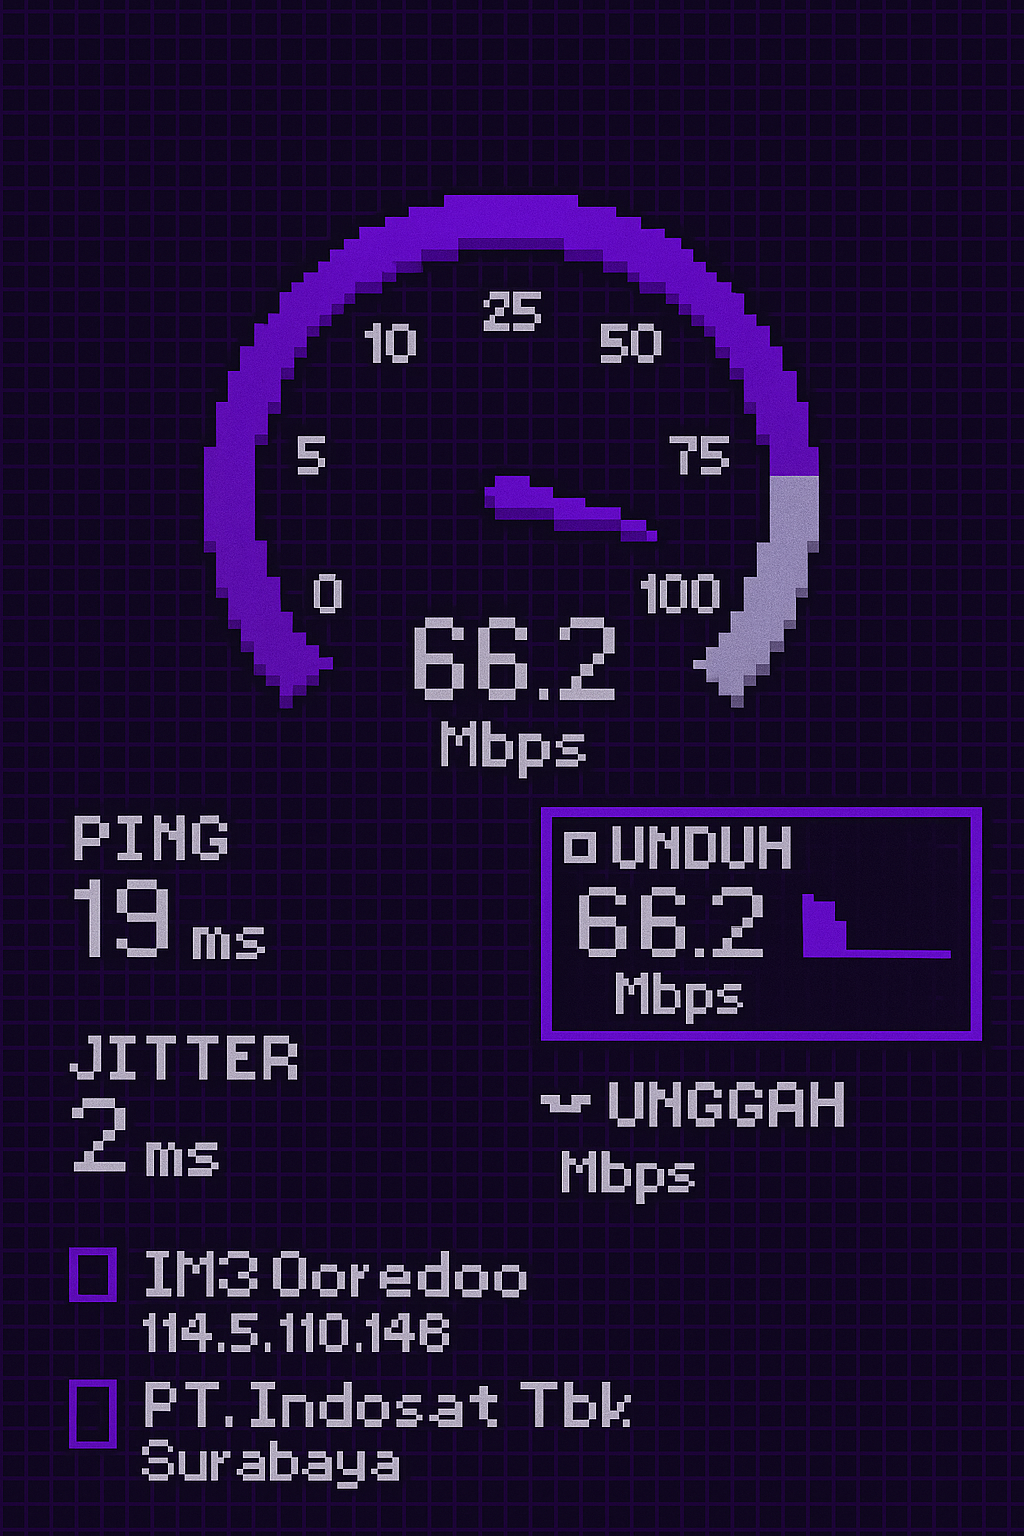 25
10
50
5
75
0
100
66.2
Mbps
PING
19 ms
UNDUH
66.2
Mbps
JITTER
2 ms
UNGGAH
Mbps
IM3 Ooredoo
114.5.110.146
PT. Indosat Tbk
Surabaya